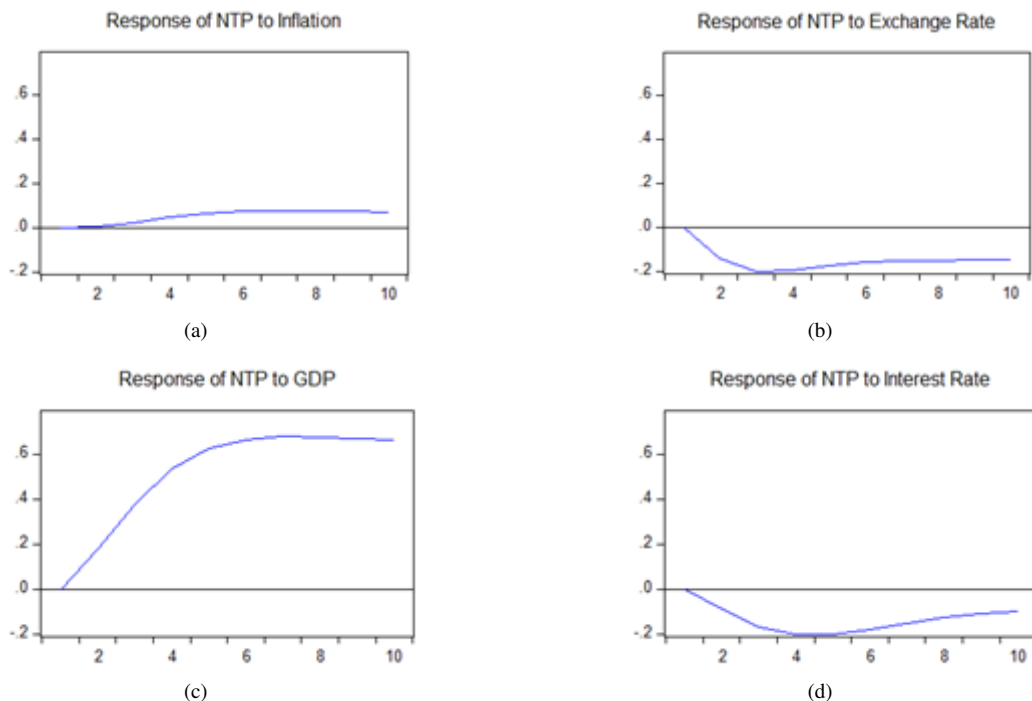 Response of NTP to Inflation
.6
.4
.2
.0
-.2
2 4 6 8 10
(a)
Response of NTP to Exchange Rate
.6
.4
.2
.0
-.2
2 4 6 8 10
(b)
Response of NTP to GDP
.6
.4
.2
.0
-.2
2 4 6 8 10
(c)
Response of NTP to Interest Rate
.6
.4
.2
.0
-.2
2 4 6 8 10
(d)